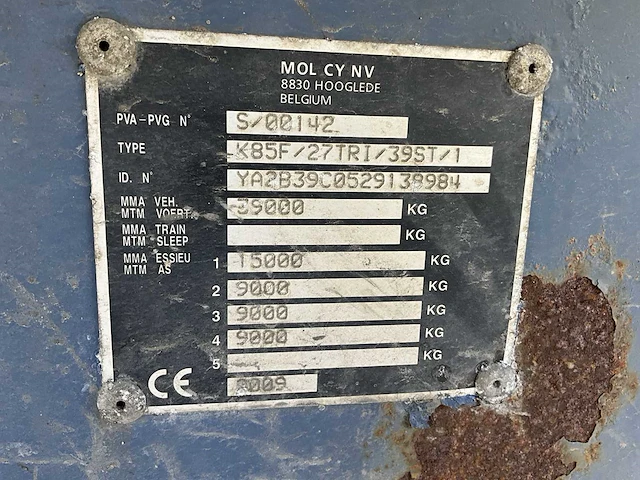 MOL CY NV
8830 HOOGLEDE
BELGIUM
PVA-PVG N° S/00142
TYPE K85F/27TRI/39ST/1
ID. N° YA2B39C0529138984
MMA VEH. MTM VOERT. 39000 KG
MMA TRAIN MTM SLEEP KG
MMA ESSIEU MTM AS 1 15000 KG
2 9000 KG
3 9000 KG
4 9000 KG
5 KG
CE